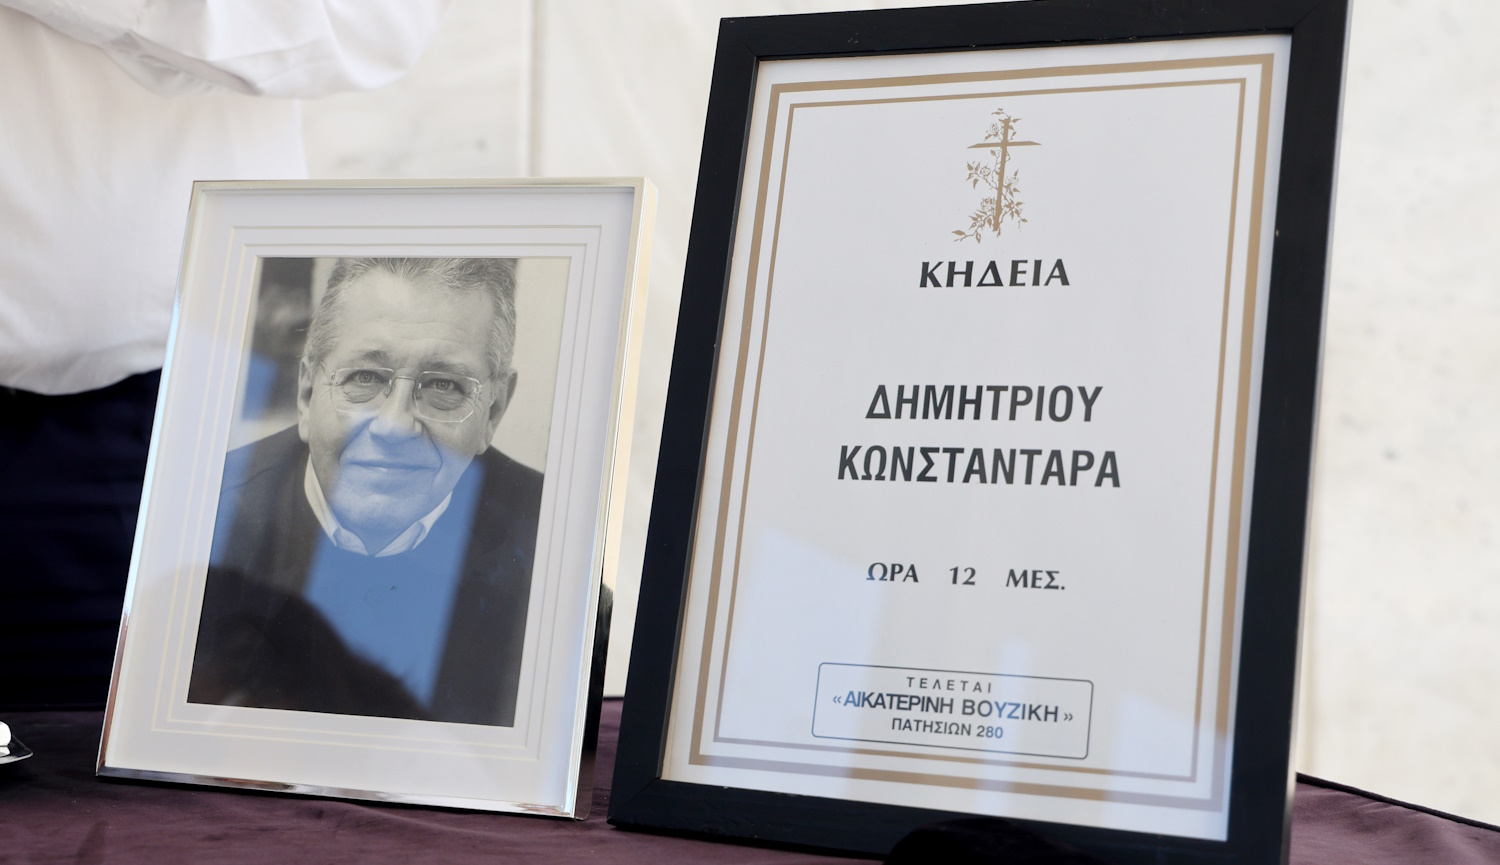 ΚΗΔΕΙΑ
ΔΗΜΗΤΡΙΟΥ
ΚΩΝΣΤΑΝΤΑΡΑ
ΩΡΑ 12 ΜΕΣ.
ΤΕΛΕΤΑΙ
«ΑΙΚΑΤΕΡΙΝΗ ΒΟΥΖΙΚΗ»
ΠΑΤΗΣΙΩΝ 280